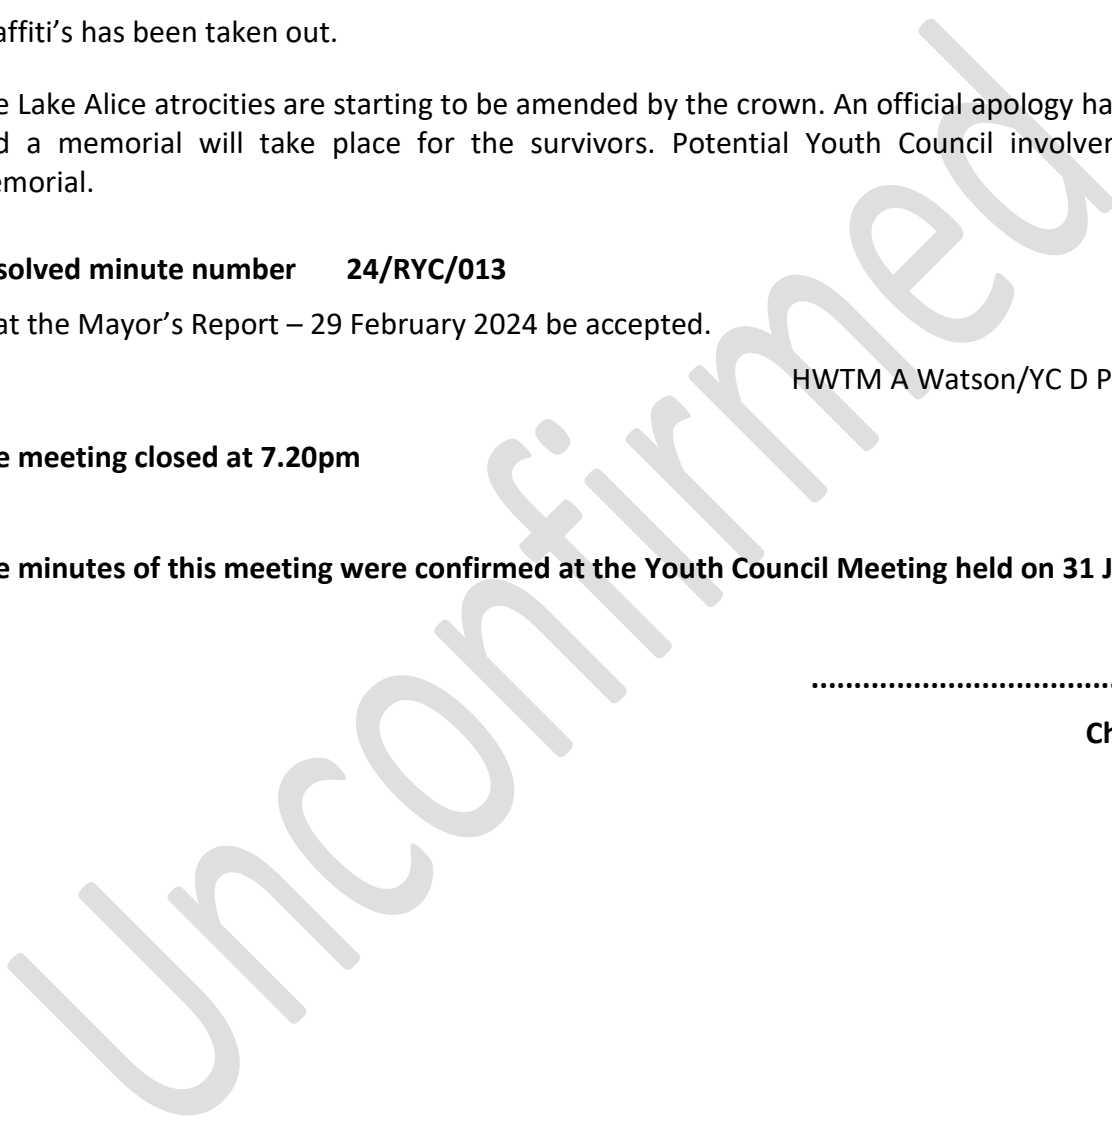 affiti’s has been taken out.
e Lake Alice atrocities are starting to be amended by the crown. An official apology ha
d a memorial will take place for the survivors. Potential Youth Council involver
emorial.
solved minute number 24/RYC/013
at the Mayor’s Report – 29 February 2024 be accepted.
HWTM A Watson/YC D P
e meeting closed at 7.20pm
e minutes of this meeting were confirmed at the Youth Council Meeting held on 31 J
...................................
Ch
Unconfirmed